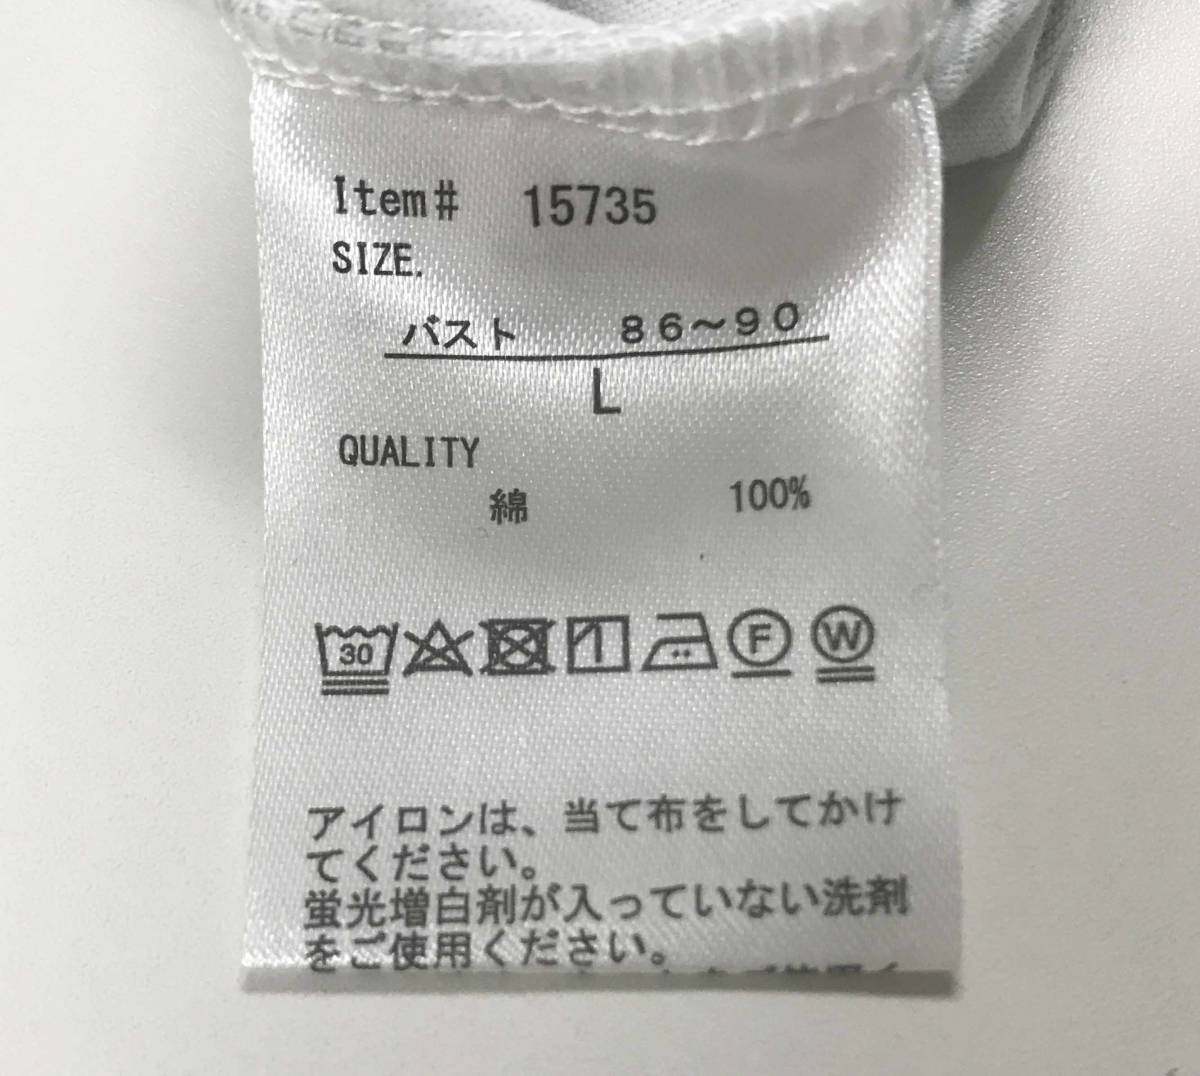 Item# 15735
SIZE.
バスト 86～90
L
QUALITY
綿 100%
30 F W
アイロンは、当て布をしてかけ
てください。
蛍光増白剤が入っていない洗剤
をご使用ください。